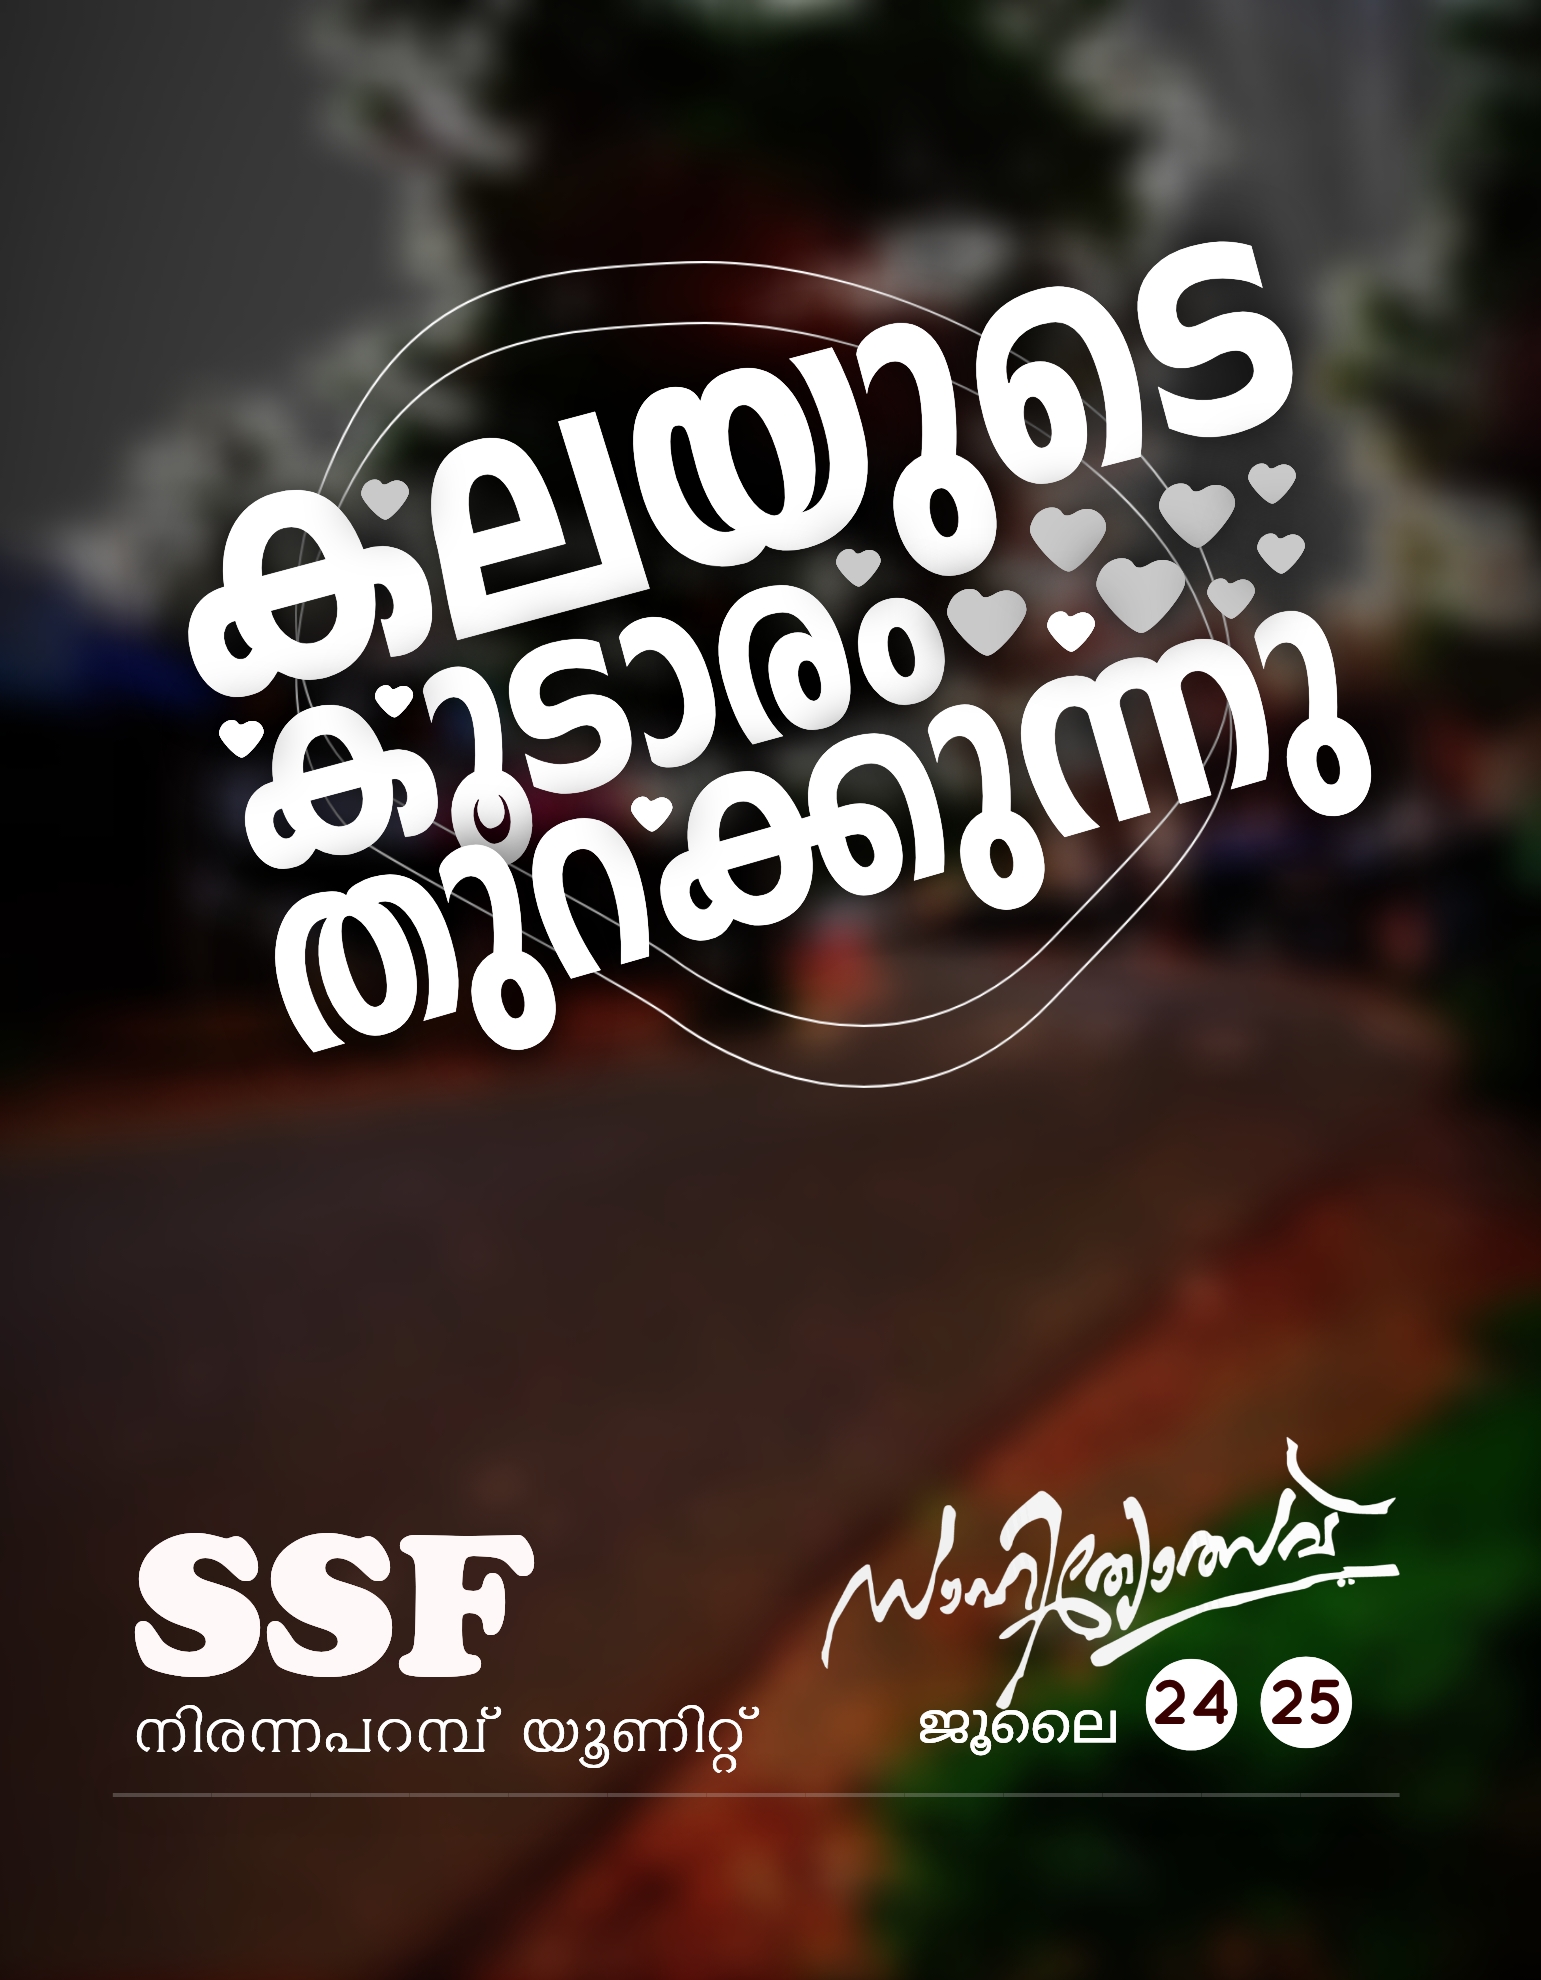 കലയുടെ
കൂടാരം
തുറക്കുന്നു
SSF
നിരന്നപറമ്പ് യൂണിറ്റ്
സാഹിത്യോത്സവ്
ജൂലൈ 24 25